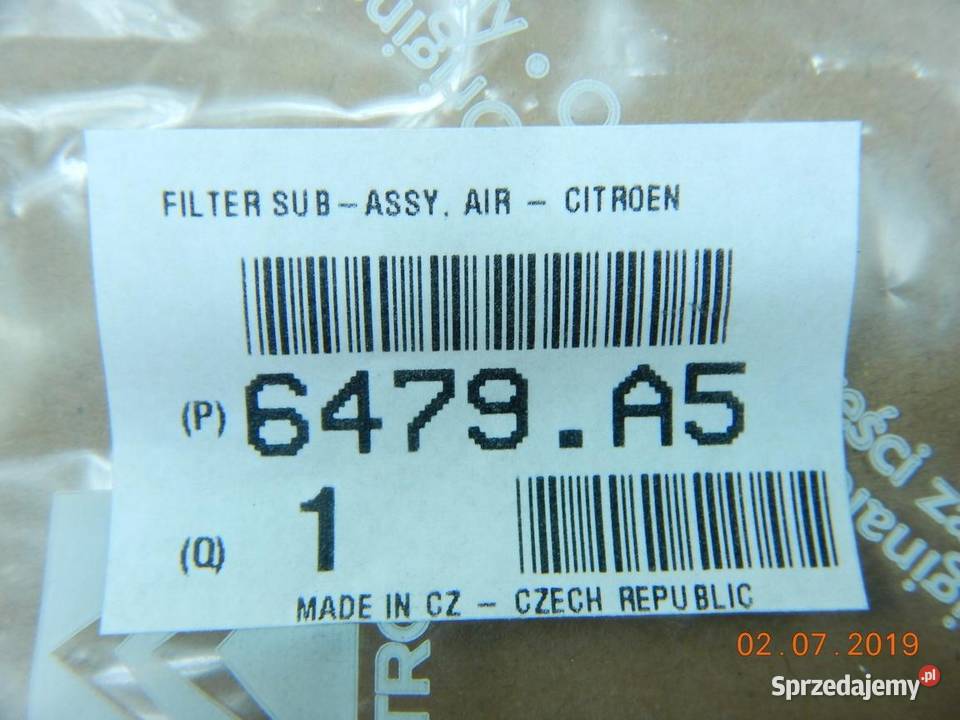 FILTER SUB-ASSY, AIR - CITROEN
(P) 6479.A5
(Q) 1
MADE IN CZ - CZECH REPUBLIC
02.07.2019
Sprzedajemy.pl